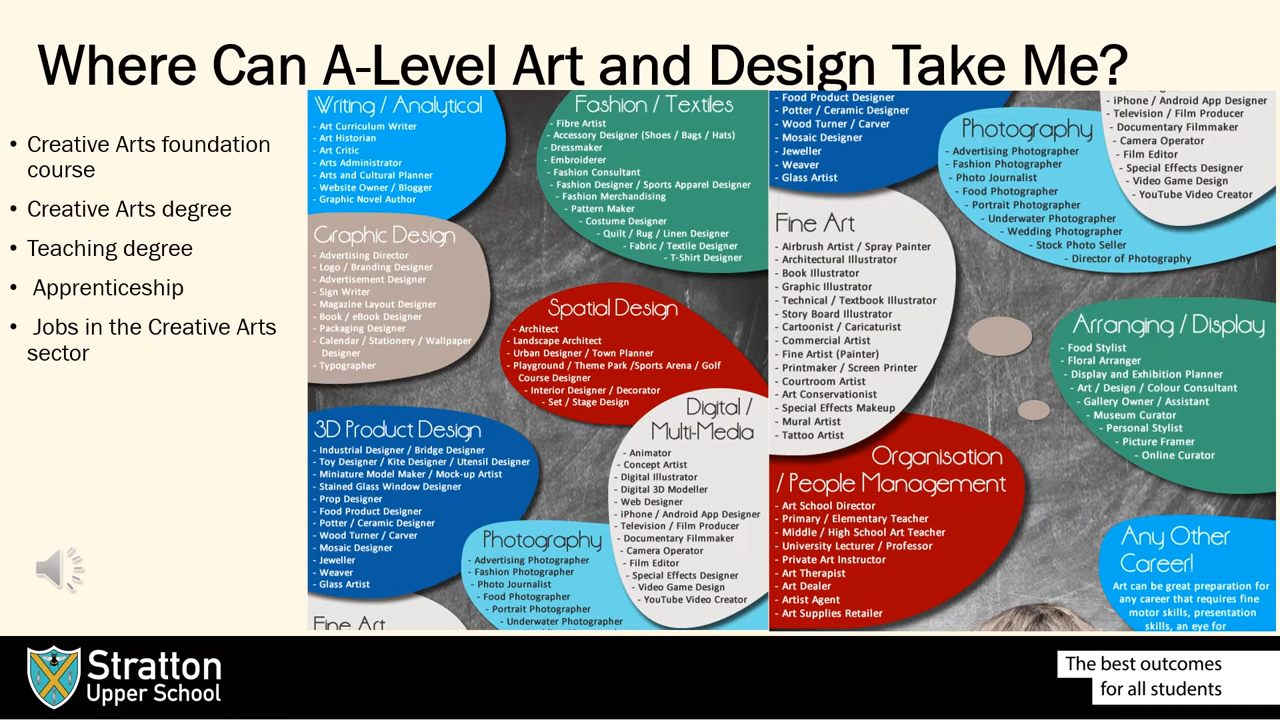 Where Can A-Level Art and Design Take Me?
• Creative Arts foundation
course
• Creative Arts degree
• Teaching degree
• Apprenticeship
• Jobs in the Creative Arts
sector
Writing / Analytical
- Art Curriculum Writer
- Art Historian
- Art Critic
- Arts Administrator
- Arts and Cultural Planner
- Website Owner / Blogger
- Graphic Novel Author
Fashion / Textiles
- Fibre Artist
- Accessory Designer (Shoes / Bags / Hats)
- Dressmaker
- Embroiderer
- Fashion Consultant
- Fashion Designer / Sports Apparel Designer
- Fashion Merchandising
- Pattern Maker
- Costume Designer
- Quilt / Rug / Linen Designer
- Fabric / Textile Designer
- T-Shirt Designer
Graphic Design
- Advertising Director
- Logo / Branding Designer
- Advertisement Designer
- Sign Writer
- Magazine Layout Designer
- Book / eBook Designer
- Packaging Designer
- Calendar / Stationery / Wallpaper
Designer
- Typographer
Spatial Design
- Architect
- Landscape Architect
- Urban Designer / Town Planner
- Playground / Theme Park /Sports Arena / Golf
Course Designer
- Interior Designer / Decorator
- Set / Stage Design
3D Product Design
- Industrial Designer / Bridge Designer
- Toy Designer / Kite Designer / Utensil Designer
- Miniature Model Maker / Mock-up Artist
- Stained Glass Window Designer
- Prop Designer
- Food Product Designer
- Potter / Ceramic Designer
- Wood Turner / Carver
- Mosaic Designer
- Jeweller
- Weaver
- Glass Artist
Digital /
Multi-Media
- Animator
- Concept Artist
- Digital Illustrator
- Digital 3D Modeller
- Web Designer
- iPhone / Android App Designer
- Television / Film Producer
- Documentary Filmmaker
- Camera Operator
- Film Editor
- Special Effects Designer
- Video Game Design
- YouTube Video Creator
Photography
- Advertising Photographer
- Fashion Photographer
- Photo Journalist
- Food Photographer
- Portrait Photographer
- Underwater Photographer
Fine Art
- Food Product Designer
- Potter / Ceramic Designer
- Wood Turner / Carver
- Mosaic Designer
- Jeweller
- Weaver
- Glass Artist
- iPhone / Android App Designer
- Television / Film Producer
- Documentary Filmmaker
- Camera Operator
- Film Editor
- Special Effects Designer
- Video Game Design
- YouTube Video Creator
Photography
- Advertising Photographer
- Fashion Photographer
- Photo Journalist
- Food Photographer
- Portrait Photographer
- Underwater Photographer
- Wedding Photographer
- Stock Photo Seller
- Director of Photography
Fine Art
- Airbrush Artist / Spray Painter
- Architectural Illustrator
- Book Illustrator
- Graphic Illustrator
- Technical / Textbook Illustrator
- Story Board Illustrator
- Cartoonist / Caricaturist
- Commercial Artist
- Fine Artist (Painter)
- Printmaker / Screen Printer
- Courtroom Artist
- Art Conservationist
- Special Effects Makeup
- Mural Artist
- Tattoo Artist
Arranging / Display
- Food Stylist
- Floral Arranger
- Display and Exhibition Planner
- Art / Design / Colour Consultant
- Gallery Owner / Assistant
- Museum Curator
- Personal Stylist
- Picture Framer
- Online Curator
Organisation
/ People Management
- Art School Director
- Primary / Elementary Teacher
- Middle / High School Art Teacher
- University Lecturer / Professor
- Private Art Instructor
- Art Therapist
- Art Dealer
- Artist Agent
- Art Supplies Retailer
Any Other
Career!
Art can be great preparation for
any career that requires fine
motor skills, presentation
skills, an eye for
Stratton
Upper School
The best outcomes
for all students